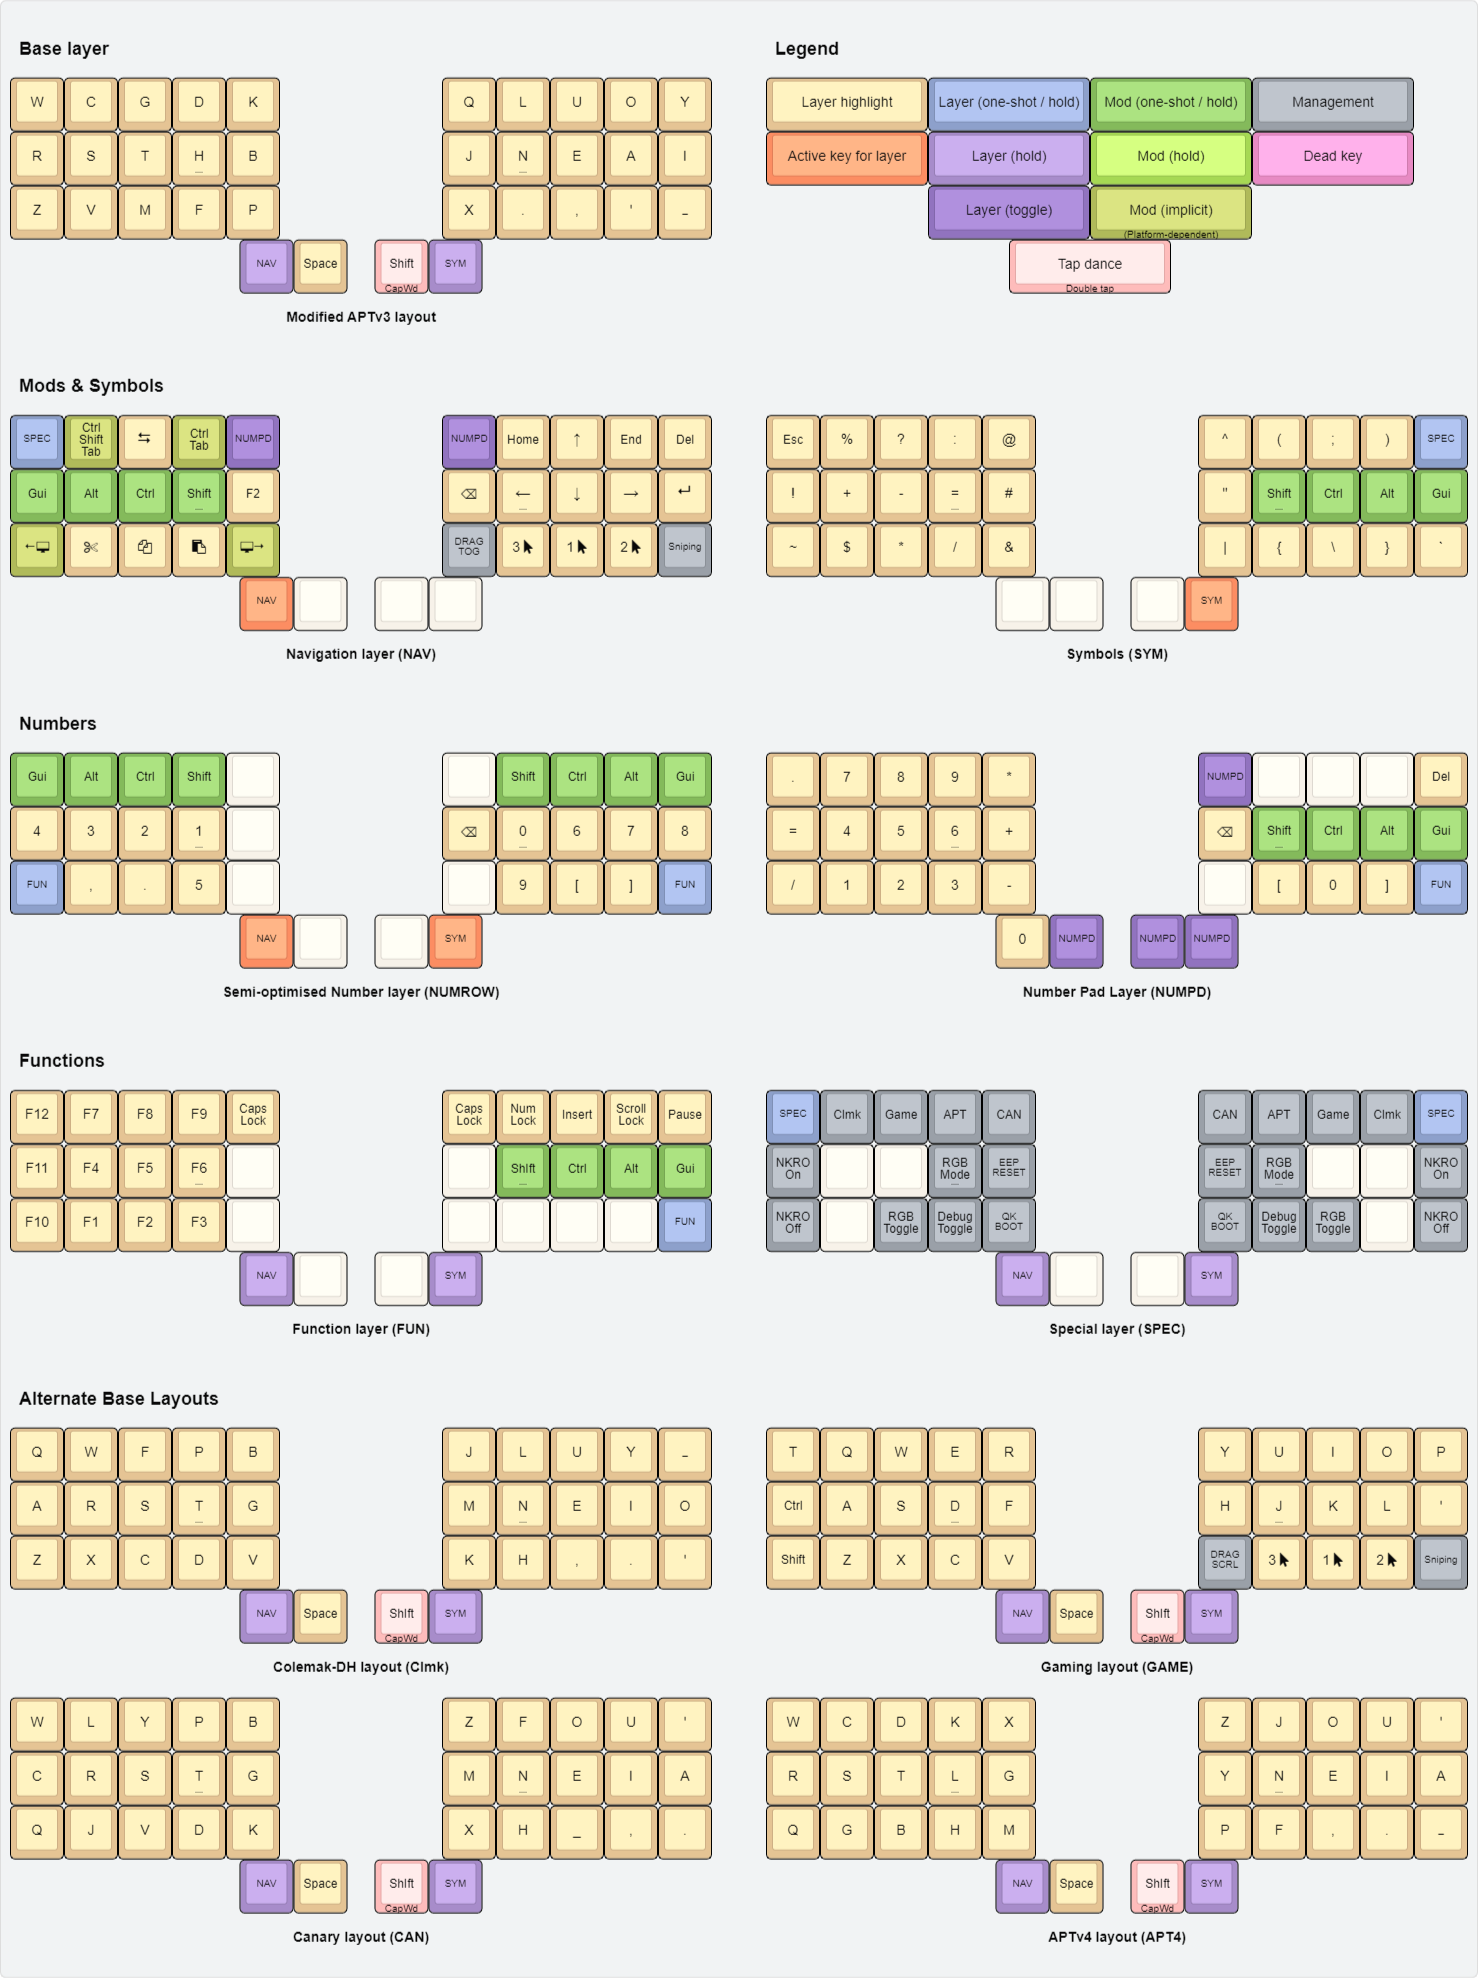 Base layer
Legend
W C G D K Q L U O Y
R S T H B J N E A I
Z V M F P X . , ' _
NAV Space Shift SYM
CapWd
Modified APTv3 layout
Layer highlight Layer (one-shot / hold) Mod (one-shot / hold) Management
Active key for layer Layer (hold) Mod (hold) Dead key
Layer (toggle) Mod (implicit)
(Platform-dependent)
Tap dance
Double tap
Mods & Symbols
SPEC Ctrl Shift Tab ⇆ Ctrl Tab NUMPD NUMPD Home ↑ End Del
Gui Alt Ctrl Shift F2 ⌫ ← ↓ → ↵
← → DRAG TOG 3 1 2 Sniping
NAV
Navigation layer (NAV)
Esc % ? : @ ^ ( ; ) SPEC
! + - = # " Shift Ctrl Alt Gui
~ $ * / & | { \ } `
SYM
Symbols (SYM)
Numbers
Gui Alt Ctrl Shift Shift Ctrl Alt Gui
4 3 2 1 ⌫ 0 6 7 8
FUN , . 5 9 [ ] FUN
NAV SYM
Semi-optimised Number layer (NUMROW)
. 7 8 9 * NUMPD Del
= 4 5 6 + ⌫ Shift Ctrl Alt Gui
/ 1 2 3 - [ 0 ] FUN
0 NUMPD NUMPD NUMPD
Number Pad Layer (NUMPD)
Functions
F12 F7 F8 F9 Caps Lock Caps Lock Num Lock Insert Scroll Lock Pause
F11 F4 F5 F6 Shift Ctrl Alt Gui
F10 F1 F2 F3 FUN
NAV SYM
Function layer (FUN)
SPEC Clmk Game APT CAN CAN APT Game Clmk SPEC
NKRO On RGB Mode EEP RESET EEP RESET RGB Mode NKRO On
NKRO Off RGB Toggle Debug Toggle QK BOOT QK BOOT Debug Toggle RGB Toggle NKRO Off
NAV SYM
Special layer (SPEC)
Alternate Base Layouts
Q W F P B J L U Y _
A R S T G M N E I O
Z X C D V K H , . '
NAV Space Shift SYM
CapWd
Colemak-DH layout (Clmk)
T Q W E R Y U I O P
Ctrl A S D F H J K L '
Shift Z X C V DRAG SCRL 3 1 2 Sniping
NAV Space Shift SYM
CapWd
Gaming layout (GAME)
W L Y P B Z F O U '
C R S T G M N E I A
Q J V D K X H _ , .
NAV Space Shift SYM
CapWd
Canary layout (CAN)
W C D K X Z J O U '
R S T L G Y N E I A
Q G B H M P F , . _
NAV Space Shift SYM
CapWd
APTv4 layout (APT4)